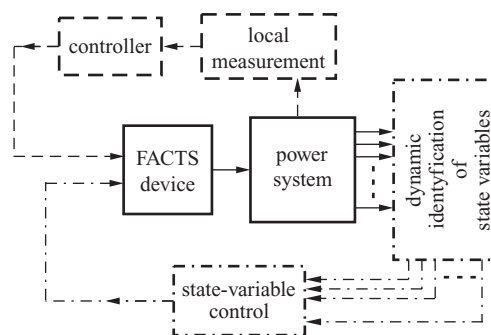 controller
local
measurement
FACTS
device
power
system
dynamic
identyfication
of
state variables
state-variable
control